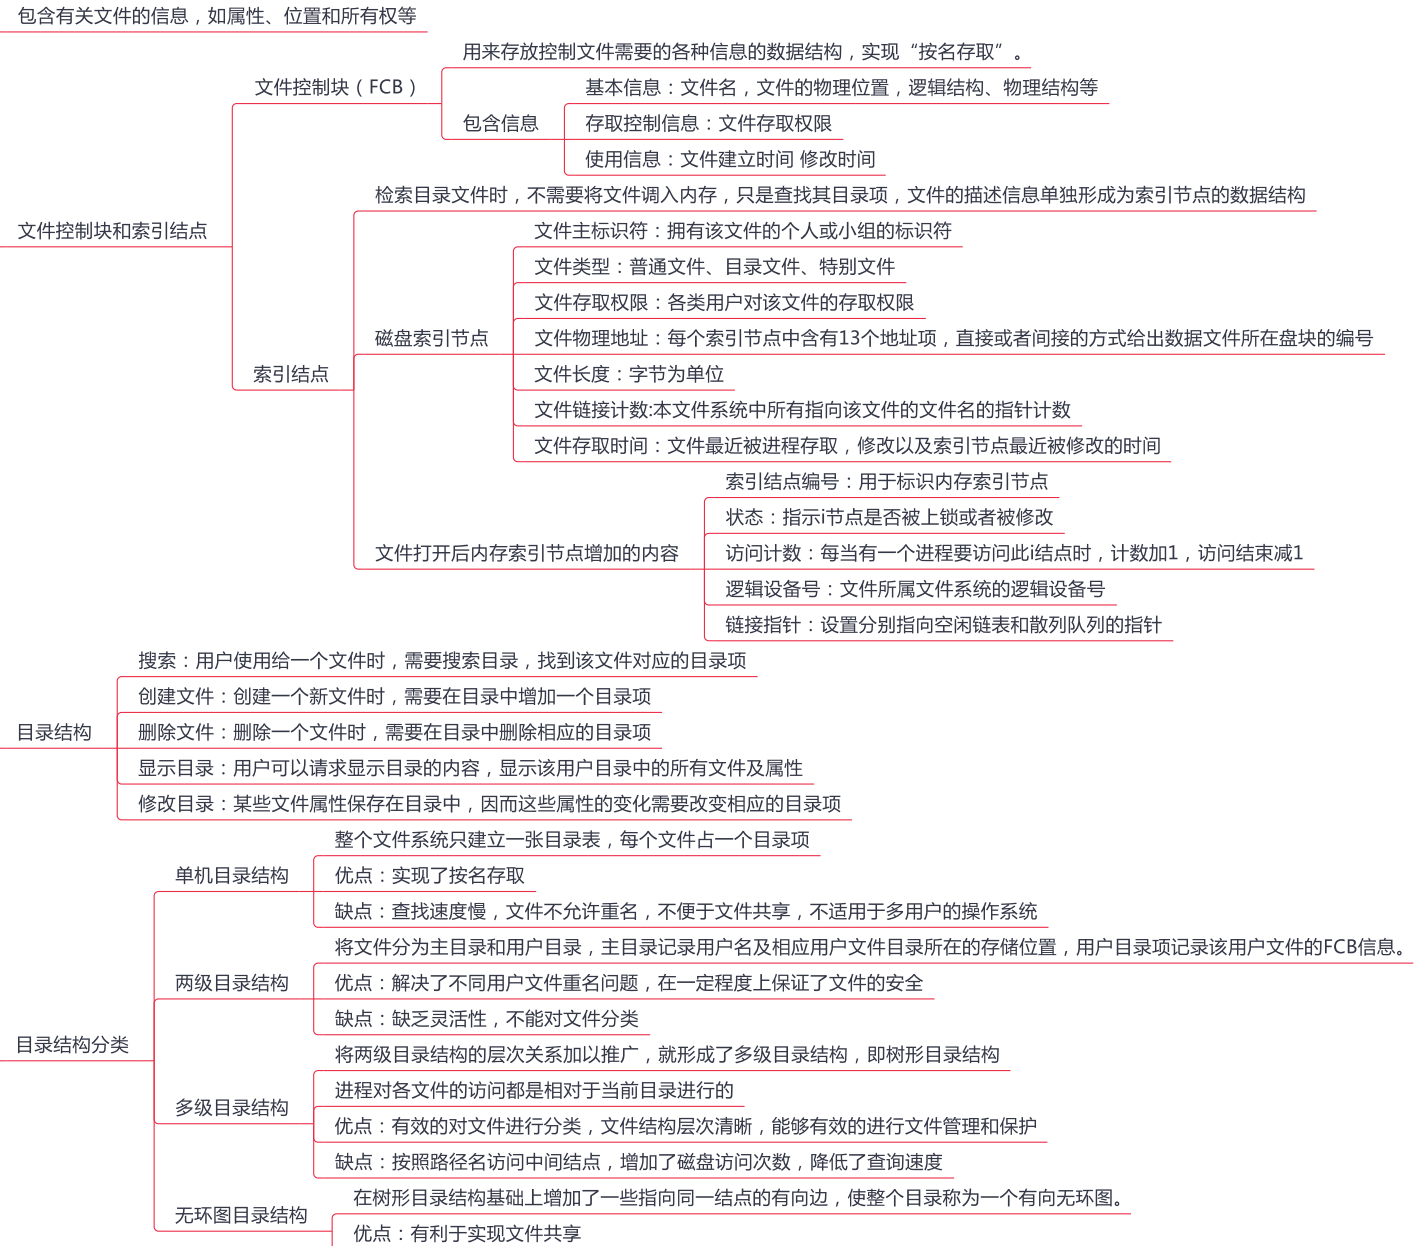 包含有关文件的信息，如属性、位置和所有权等
用来存放控制文件需要的各种信息的数据结构，实现“按名存取”。
文件控制块（FCB）
基本信息：文件名，文件的物理位置，逻辑结构、物理结构等
包含信息
存取控制信息：文件存取权限
使用信息：文件建立时间 修改时间
检索目录文件时，不需要将文件调入内存，只是查找其目录项，文件的描述信息单独形成为索引节点的数据结构
文件控制块和索引结点
文件主标识符：拥有该文件的个人或小组的标识符
文件类型：普通文件、目录文件、特别文件
文件存取权限：各类用户对该文件的存取权限
磁盘索引节点
文件物理地址：每个索引节点中含有13个地址项，直接或者间接的方式给出数据文件所在盘块的编号
索引结点
文件长度：字节为单位
文件链接计数:本文件系统中所有指向该文件的文件名的指针计数
文件存取时间：文件最近被进程存取，修改以及索引节点最近被修改的时间
索引结点编号：用于标识内存索引节点
状态：指示i节点是否被上锁或者被修改
文件打开后内存索引节点增加的内容
访问计数：每当有一个进程要访问此i结点时，计数加1，访问结束减1
逻辑设备号：文件所属文件系统的逻辑设备号
链接指针：设置分别指向空闲链表和散列队列的指针
搜索：用户使用给一个文件时，需要搜索目录，找到该文件对应的目录项
创建文件：创建一个新文件时，需要在目录中增加一个目录项
目录结构
删除文件：删除一个文件时，需要在目录中删除相应的目录项
显示目录：用户可以请求显示目录的内容，显示该用户目录中的所有文件及属性
修改目录：某些文件属性保存在目录中，因而这些属性的变化需要改变相应的目录项
整个文件系统只建立一张目录表，每个文件占一个目录项
单机目录结构
优点：实现了按名存取
缺点：查找速度慢，文件不允许重名，不便于文件共享，不适用于多用户的操作系统
将文件分为主目录和用户目录，主目录记录用户名及相应用户文件目录所在的存储位置，用户目录项记录该用户文件的FCB信息。
两级目录结构
优点：解决了不同用户文件重名问题，在一定程度上保证了文件的安全
缺点：缺乏灵活性，不能对文件分类
目录结构分类
将两级目录结构的层次关系加以推广，就形成了多级目录结构，即树形目录结构
进程对各文件的访问都是相对于当前目录进行的
多级目录结构
优点：有效的对文件进行分类，文件结构层次清晰，能够有效的进行文件管理和保护
缺点：按照路径名访问中间结点，增加了磁盘访问次数，降低了查询速度
在树形目录结构基础上增加了一些指向同一结点的有向边，使整个目录称为一个有向无环图。
无环图目录结构
优点：有利于实现文件共享